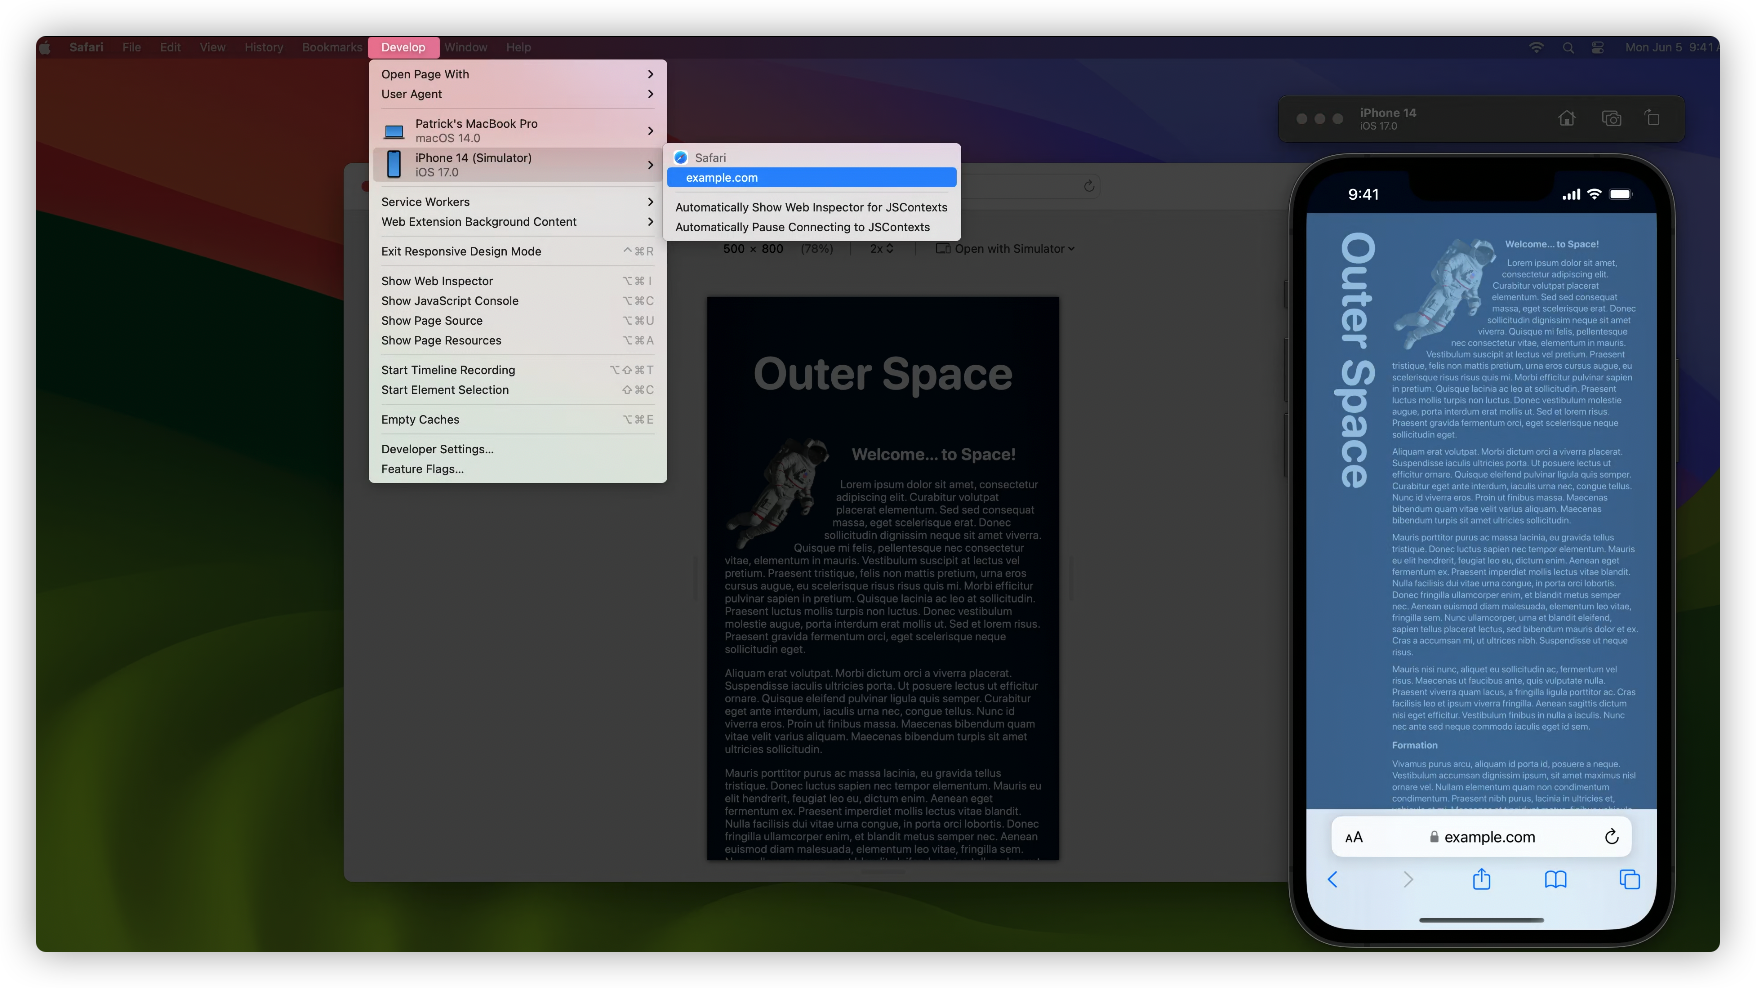 Safari File Edit View History Bookmarks Develop Window Help
Mon Jun 5 9:41
Open Page With
User Agent
Patrick's MacBook Pro
macOS 14.0
iPhone 14 (Simulator)
iOS 17.0
Service Workers
Web Extension Background Content
Exit Responsive Design Mode ⌃⌘R
Show Web Inspector ⌥⌘I
Show JavaScript Console ⌥⌘C
Show Page Source ⌥⌘U
Show Page Resources ⌥⌘A
Start Timeline Recording ⌥⇧⌘T
Start Element Selection ⇧⌘C
Empty Caches ⌥⌘E
Developer Settings...
Feature Flags...
Safari
example.com
Automatically Show Web Inspector for JSContexts
Automatically Pause Connecting to JSContexts
500 × 800 (78%) 2x Open with Simulator
Outer Space
Welcome... to Space!
Lorem ipsum dolor sit amet, consectetur
adipiscing elit. Curabitur volutpat
placerat elementum. Sed sed consequat
massa, eget scelerisque erat. Donec
sollicitudin dignissim neque sit amet viverra.
Quisque mi felis, pellentesque nec consectetur
vitae, elementum in mauris. Vestibulum suscipit at lectus vel
pretium. Praesent tristique, felis non mattis pretium, urna eros
cursus augue, eu scelerisque risus risus quis mi. Morbi efficitur
pulvinar sapien in pretium. Quisque lacinia ac leo at sollicitudin.
Praesent luctus mollis turpis non luctus. Donec vestibulum
molestie augue, porta interdum erat mollis ut. Sed et lorem risus.
Praesent gravida fermentum orci, eget scelerisque neque
sollicitudin eget.
Aliquam erat volutpat. Morbi dictum orci a viverra placerat.
Suspendisse iaculis ultricies porta. Ut posuere lectus ut efficitur
ornare. Quisque eleifend pulvinar ligula quis semper. Curabitur
eget ante interdum, iaculis urna nec, congue tellus. Nunc id
viverra eros. Proin ut finibus massa. Maecenas bibendum quam
vitae velit varius aliquam. Maecenas bibendum turpis sit amet
ultricies sollicitudin.
Mauris porttitor purus ac massa lacinia, eu gravida tellus
tristique. Donec luctus sapien nec tempor elementum. Mauris eu
elit hendrerit, feugiat leo eu, dictum enim. Aenean eget
fermentum ex. Praesent imperdiet mollis lectus vitae blandit.
Nulla facilisis dui vitae urna congue, in porta orci lobortis. Donec
fringilla ullamcorper enim, et blandit metus semper nec. Aenean
euismod diam malesuada, elementum leo vitae, fringilla sem.
iPhone 14
iOS 17.0
9:41
Outer Space
Welcome... to Space!
Lorem ipsum dolor sit amet,
consectetur adipiscing elit.
Curabitur volutpat placerat
elementum. Sed sed consequat
massa, eget scelerisque erat. Donec
sollicitudin dignissim neque sit amet
viverra. Quisque mi felis, pellentesque
nec consectetur vitae, elementum in mauris.
Vestibulum suscipit at lectus vel pretium. Praesent
tristique, felis non mattis pretium, urna eros cursus augue, eu
scelerisque risus risus quis mi. Morbi efficitur pulvinar sapien
in pretium. Quisque lacinia ac leo at sollicitudin. Praesent
luctus mollis turpis non luctus. Donec vestibulum molestie
augue, porta interdum erat mollis ut. Sed et lorem risus.
Praesent gravida fermentum orci, eget scelerisque neque
sollicitudin eget.
Aliquam erat volutpat. Morbi dictum orci a viverra placerat.
Suspendisse iaculis ultricies porta. Ut posuere lectus ut
efficitur ornare. Quisque eleifend pulvinar ligula quis semper.
Curabitur eget ante interdum, iaculis urna nec, congue tellus.
Nunc id viverra eros. Proin ut finibus massa. Maecenas
bibendum quam vitae velit varius aliquam. Maecenas
bibendum turpis sit amet ultricies sollicitudin.
Mauris porttitor purus ac massa lacinia, eu gravida tellus
tristique. Donec luctus sapien nec tempor elementum. Mauris
eu elit hendrerit, feugiat leo eu, dictum enim. Aenean eget
fermentum ex. Praesent imperdiet mollis lectus vitae blandit.
Nulla facilisis dui vitae urna congue, in porta orci lobortis.
Donec fringilla ullamcorper enim, et blandit metus semper
nec. Aenean euismod diam malesuada, elementum leo vitae,
fringilla sem. Nunc ullamcorper, urna et blandit eleifend,
sapien tellus placerat lectus, sed bibendum mauris dolor et ex.
Cras a accumsan mi, ut ultrices nibh. Suspendisse ut neque
risus.
Mauris nisi nunc, aliquet eu sollicitudin ac, fermentum vel
risus. Maecenas ut faucibus ante, quis vulputate nulla.
Praesent viverra quam lacus, a fringilla ligula porttitor ac. Cras
facilisis leo et ipsum viverra fringilla. Aenean sagittis dictum
nisi eget efficitur. Vestibulum finibus in nulla a iaculis. Nunc
nec ante sed neque commodo iaculis eget id sem.
Formation
Vivamus purus arcu, aliquam id porta id, posuere a neque.
Vestibulum accumsan dignissim ipsum, sit amet maximus nisl
ornare vel. Nullam elementum quam non condimentum
condimentum. Praesent nibh purus, lacinia in ultricies et,
AA example.com